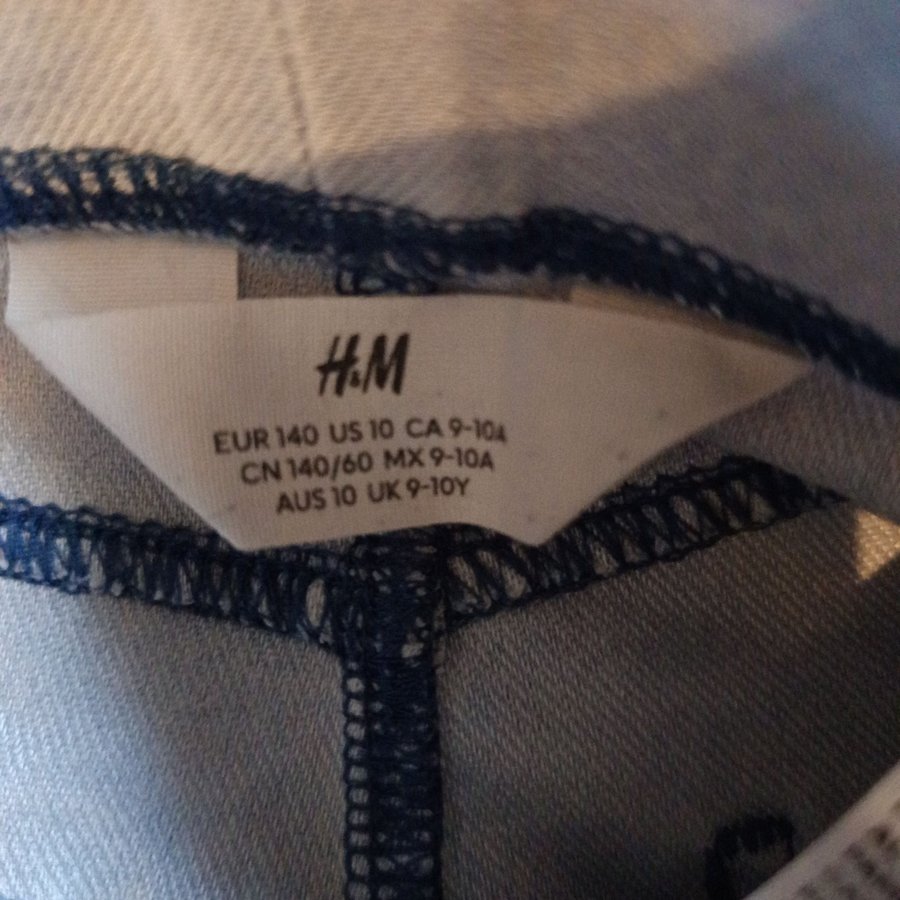 H&M
EUR 140 US 10 CA 9-10A
CN 140/60 MX 9-10A
AUS 10 UK 9-10Y